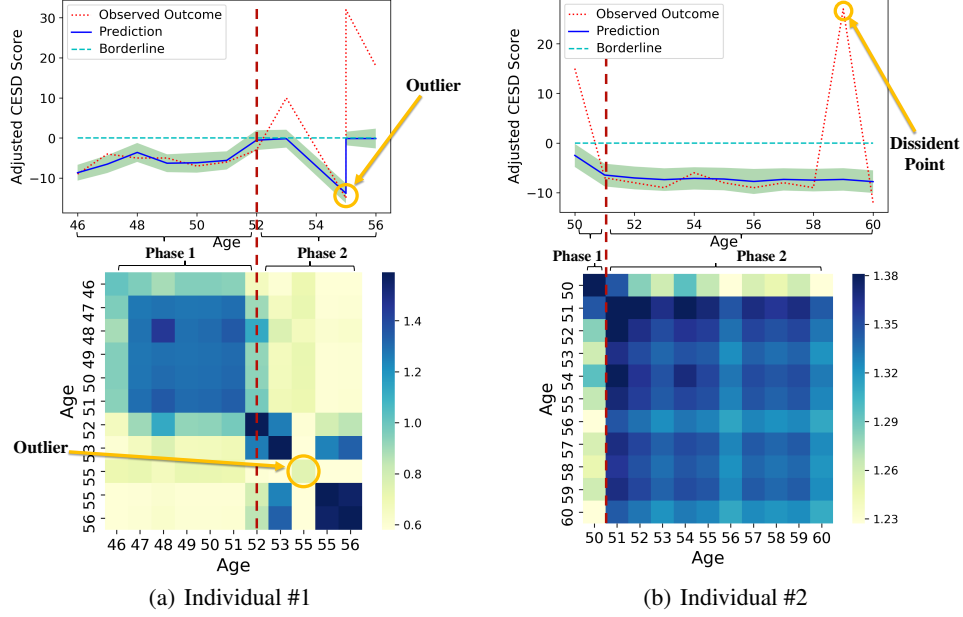 Observed Outcome
Prediction
Borderline
Adjusted CESD Score
30
20
10
0
−10
46 48 50 52 54 56
Age
Outlier
Phase 1 Phase 2
46 47 48 49 50 51 52 53 55 55 56
Age
Outlier
46 47 48 49 50 51 52 53 55 55 56
Age
1.4
1.2
1.0
0.8
0.6
(a) Individual #1
Observed Outcome
Prediction
Borderline
Adjusted CESD Score
20
10
0
−10
50 52 54 56 58 60
Age
Dissident
Point
Phase 1 Phase 2
50 51 52 53 54 55 56 57 58 59 60
Age
50 51 52 53 54 55 56 57 58 59 60
Age
1.38
1.35
1.32
1.29
1.26
1.23
(b) Individual #2